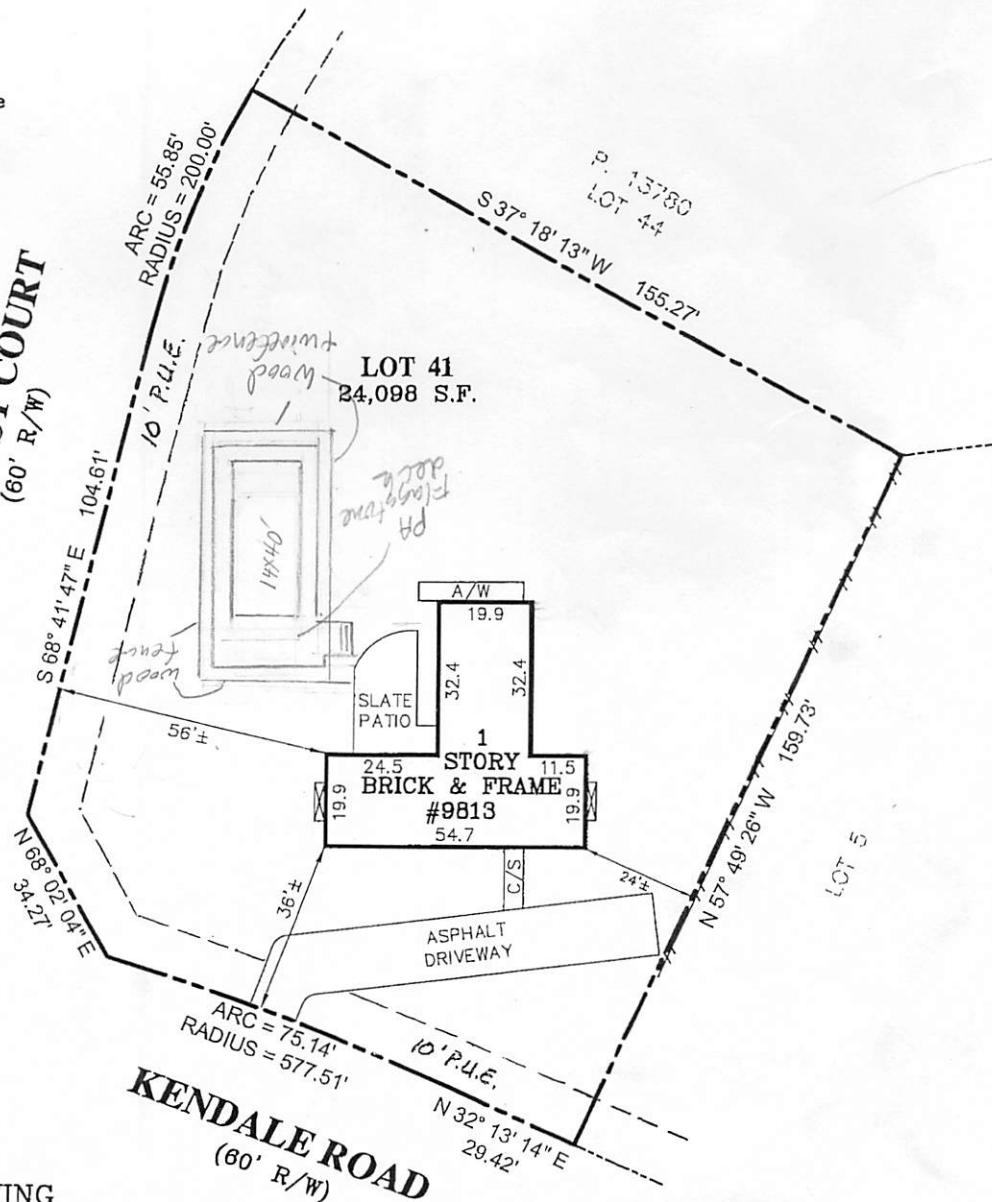 e
ARC = 55.85'
RADIUS = 200.00'
P. 13780
LOT 44
S 37° 18' 13" W 155.27'
COURT
(60' R/W)
10' P.U.E.
Wood
+wirefence
LOT 41
24,098 S.F.
S 68° 41' 47" E 104.61'
PA
Flagstone
deck
14x40'
wood
fence
A/W
19.9
32.4
32.4
SLATE
PATIO
56'±
1
STORY
BRICK & FRAME
#9813
24.5
11.5
19.9
19.9
54.7
N 57° 49' 26" W 159.73'
LOT 5
N 68° 02' 04" E
34.27'
36'±
C/S
24'±
ASPHALT
DRIVEWAY
ARC = 75.14'
RADIUS = 577.51'
10' P.U.E.
N 32° 13' 14" E
29.42'
KENDALE ROAD
(60' R/W)